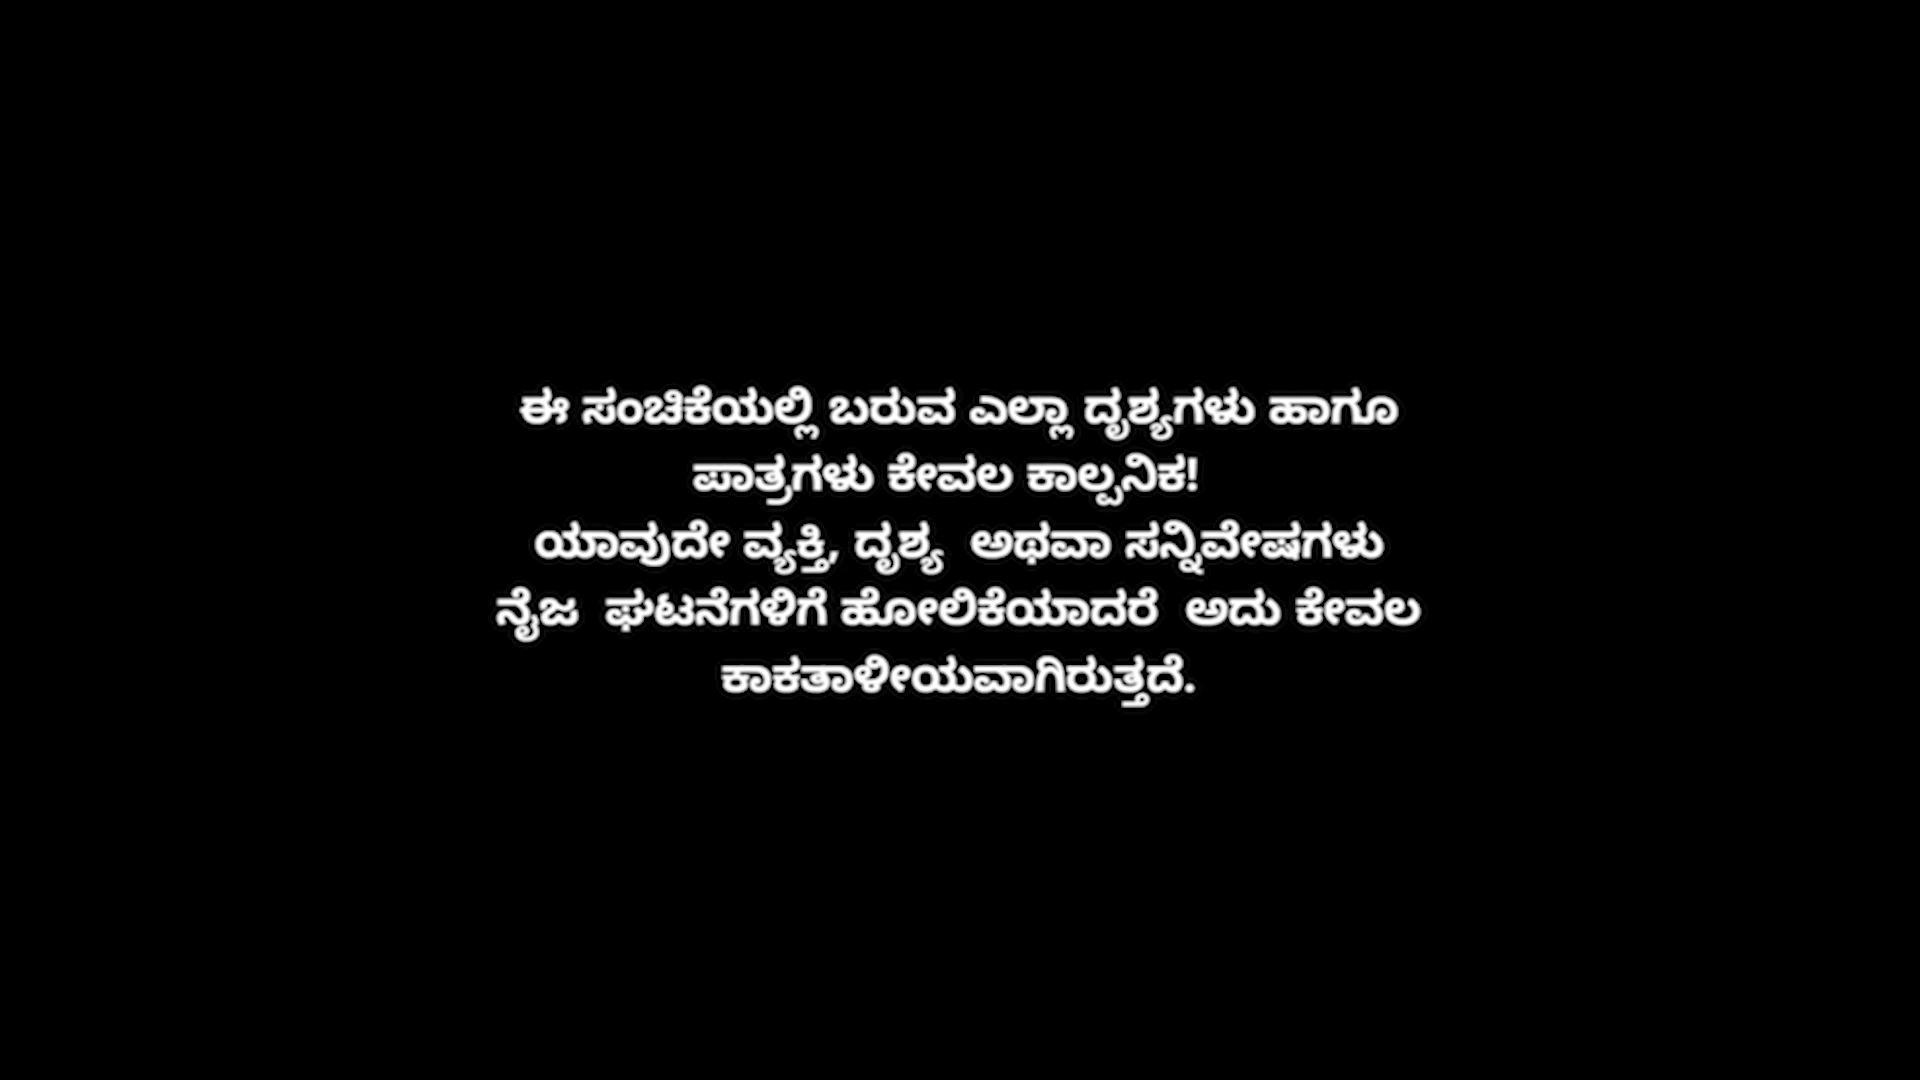 ಈ ಸಂಚಿಕೆಯಲ್ಲಿ ಬರುವ ಎಲ್ಲಾ ದೃಶ್ಯಗಳು ಹಾಗೂ
ಪಾತ್ರಗಳು ಕೇವಲ ಕಾಲ್ಪನಿಕ!
ಯಾವುದೇ ವ್ಯಕ್ತಿ, ದೃಶ್ಯ ಅಥವಾ ಸನ್ನಿವೇಷಗಳು
ನೈಜ ಘಟನೆಗಳಿಗೆ ಹೋಲಿಕೆಯಾದರೆ ಅದು ಕೇವಲ
ಕಾಕತಾಳೀಯವಾಗಿರುತ್ತದೆ.